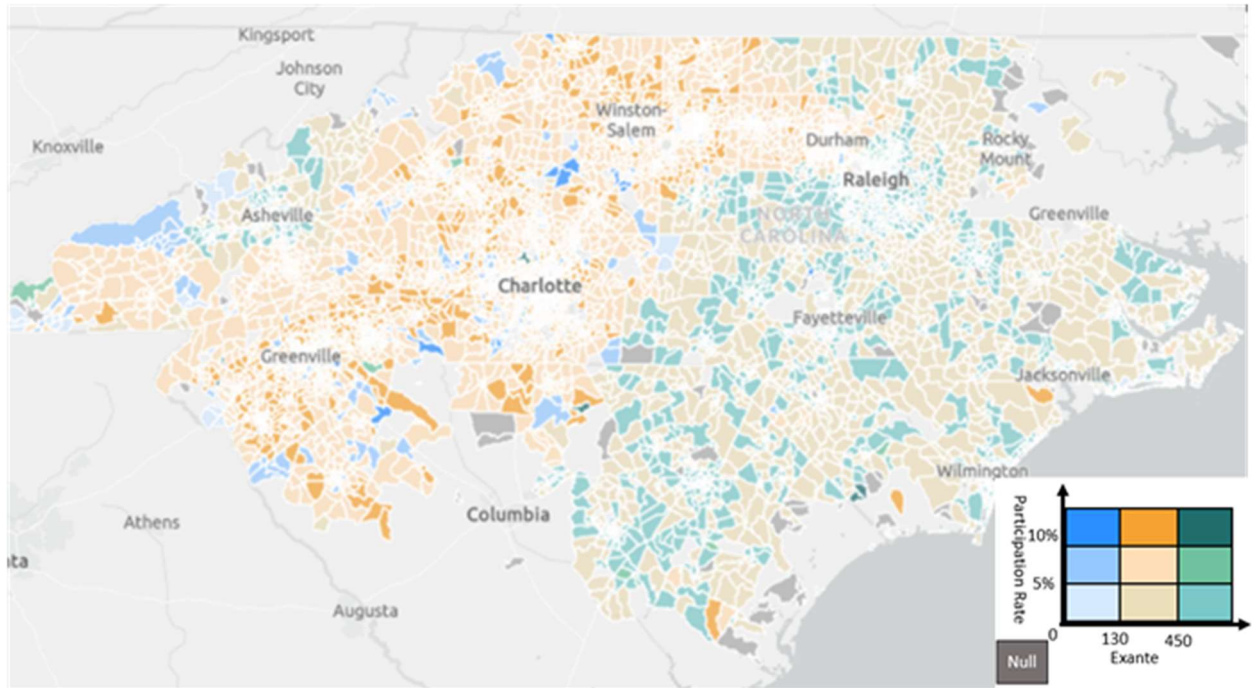 Kingsport
Johnson
City
Knoxville
Winston-
Salem
Durham
Rocky
Mount
Raleigh
Asheville
NORTH
CAROLINA
Greenville
Charlotte
Fayetteville
Greenville
Jacksonville
Wilmington
Columbia
Athens
ta
Augusta
Participation Rate
10%
5%
0
130
450
Exante
Null